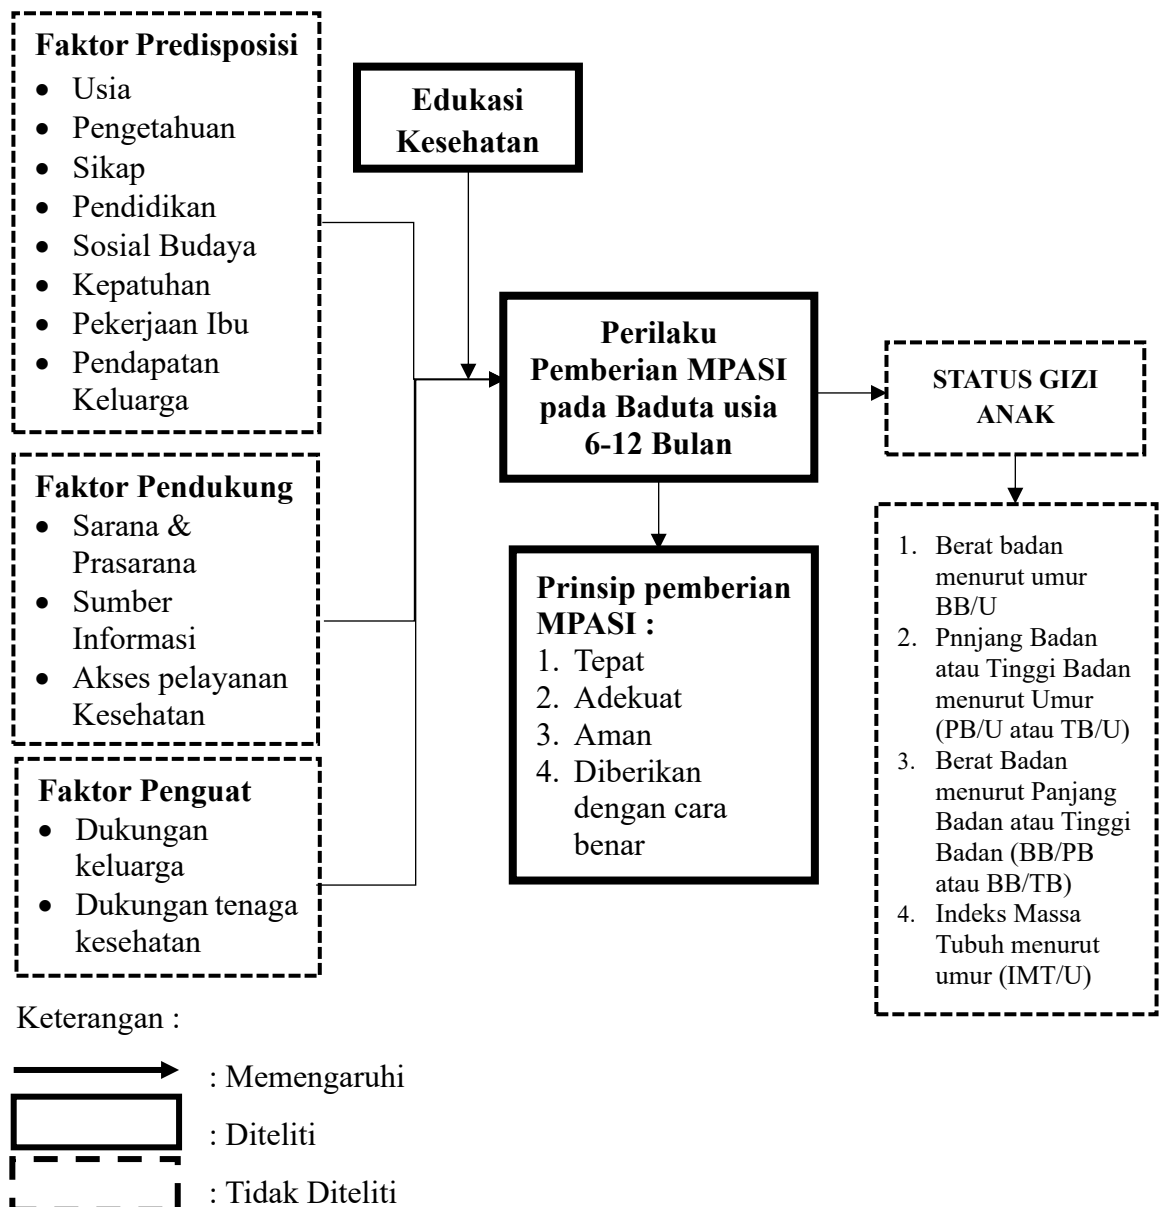 Faktor Predisposisi
• Usia
• Pengetahuan
• Sikap
• Pendidikan
• Sosial Budaya
• Kepatuhan
• Pekerjaan Ibu
• Pendapatan
Keluarga
Edukasi
Kesehatan
Faktor Pendukung
• Sarana &
Prasarana
• Sumber
Informasi
• Akses pelayanan
Kesehatan
Faktor Penguat
• Dukungan
keluarga
• Dukungan tenaga
kesehatan
Perilaku
Pemberian MPASI
pada Baduta usia
6-12 Bulan
Prinsip pemberian
MPASI :
1. Tepat
2. Adekuat
3. Aman
4. Diberikan
dengan cara
benar
STATUS GIZI
ANAK
1. Berat badan
menurut umur
BB/U
2. Pnnjang Badan
atau Tinggi Badan
menurut Umur
(PB/U atau TB/U)
3. Berat Badan
menurut Panjang
Badan atau Tinggi
Badan (BB/PB
atau BB/TB)
4. Indeks Massa
Tubuh menurut
umur (IMT/U)
Keterangan :
: Memengaruhi
: Diteliti
: Tidak Diteliti